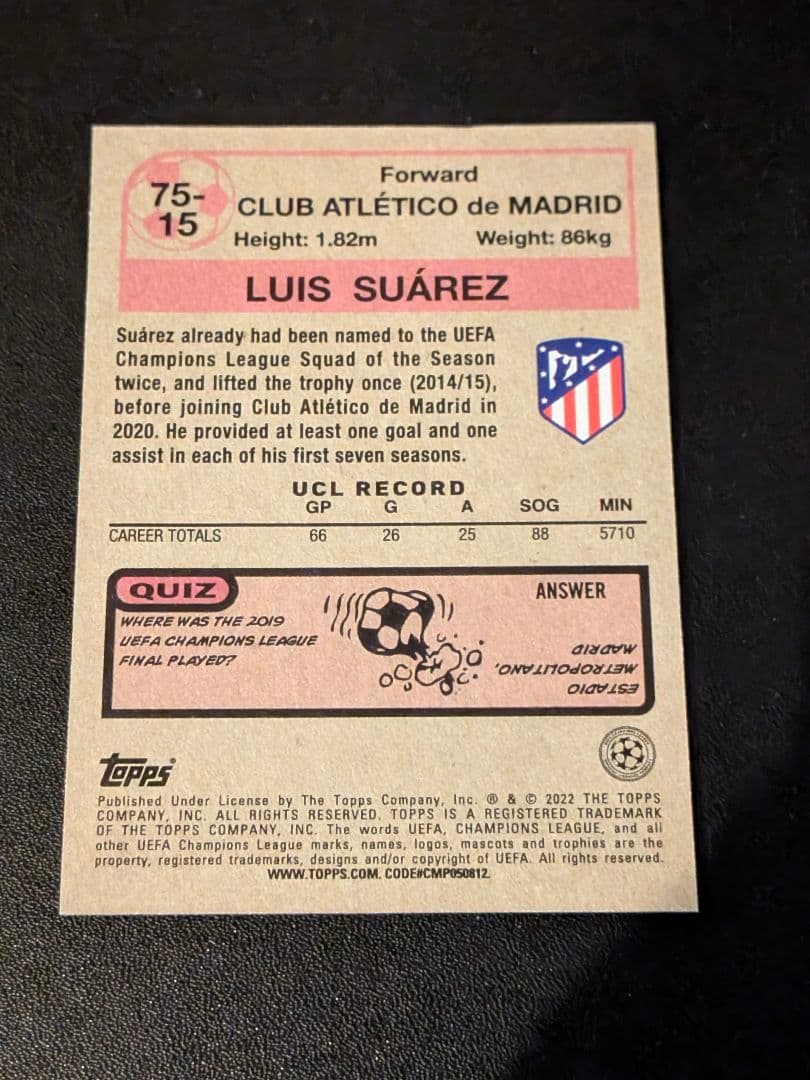 75-
15
Forward
CLUB ATLÉTICO de MADRID
Height: 1.82m Weight: 86kg
LUIS SUÁREZ
Suárez already had been named to the UEFA
Champions League Squad of the Season
twice, and lifted the trophy once (2014/15),
before joining Club Atlético de Madrid in
2020. He provided at least one goal and one
assist in each of his first seven seasons.
UCL RECORD
GP G A SOG MIN
CAREER TOTALS 66 26 25 88 5710
QUIZ
WHERE WAS THE 2019
UEFA CHAMPIONS LEAGUE
FINAL PLAYED?
ANSWER
ESTADIO
METROPOLITANO,
MADRID
Topps
Published Under License by The Topps Company, Inc. ® & © 2022 THE TOPPS
COMPANY, INC. ALL RIGHTS RESERVED. TOPPS IS A REGISTERED TRADEMARK
OF THE TOPPS COMPANY, INC. The words UEFA, CHAMPIONS LEAGUE, and all
other UEFA Champions League marks, names, logos, mascots and trophies are the
property, registered trademarks, designs and/or copyright of UEFA. All rights reserved.
WWW.TOPPS.COM. CODE#CMP050812.